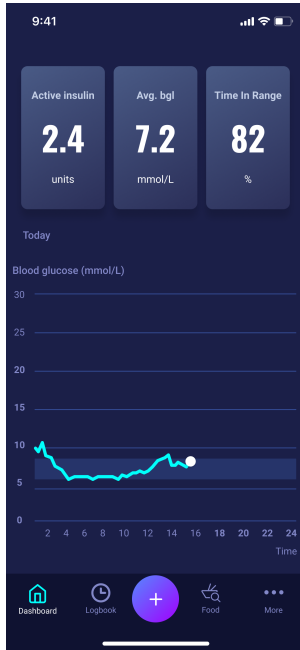 9:41
Active insulin Avg. bgl Time In Range
2.4 7.2 82
units mmol/L %
Today
Blood glucose (mmol/L)
30
25
20
15
10
5
0
2 4 6 8 10 12 14 16 18 20 22 24
Time
+
Dashboard Logbook Food More